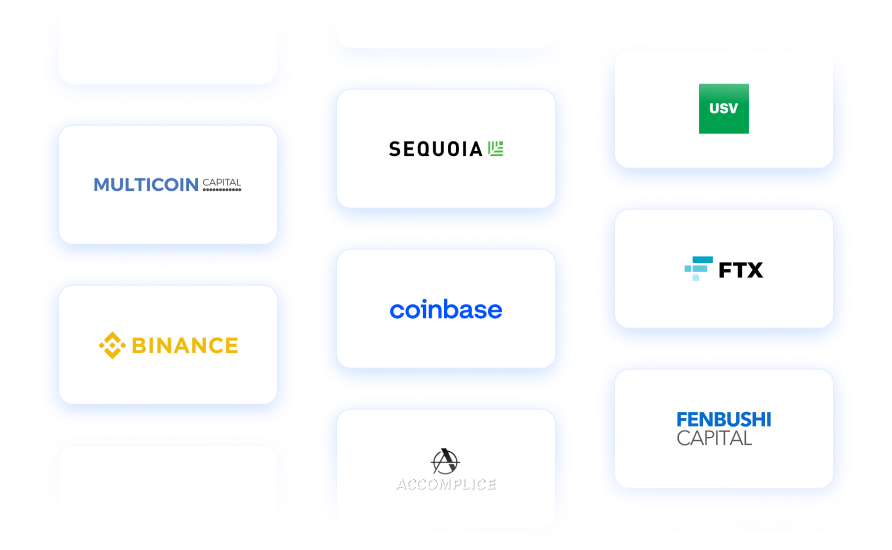 MULTICOIN CAPITAL
BINANCE
SEQUOIA
coinbase
ACCOMPLICE
USV
FTX
FENBUSHI
CAPITAL